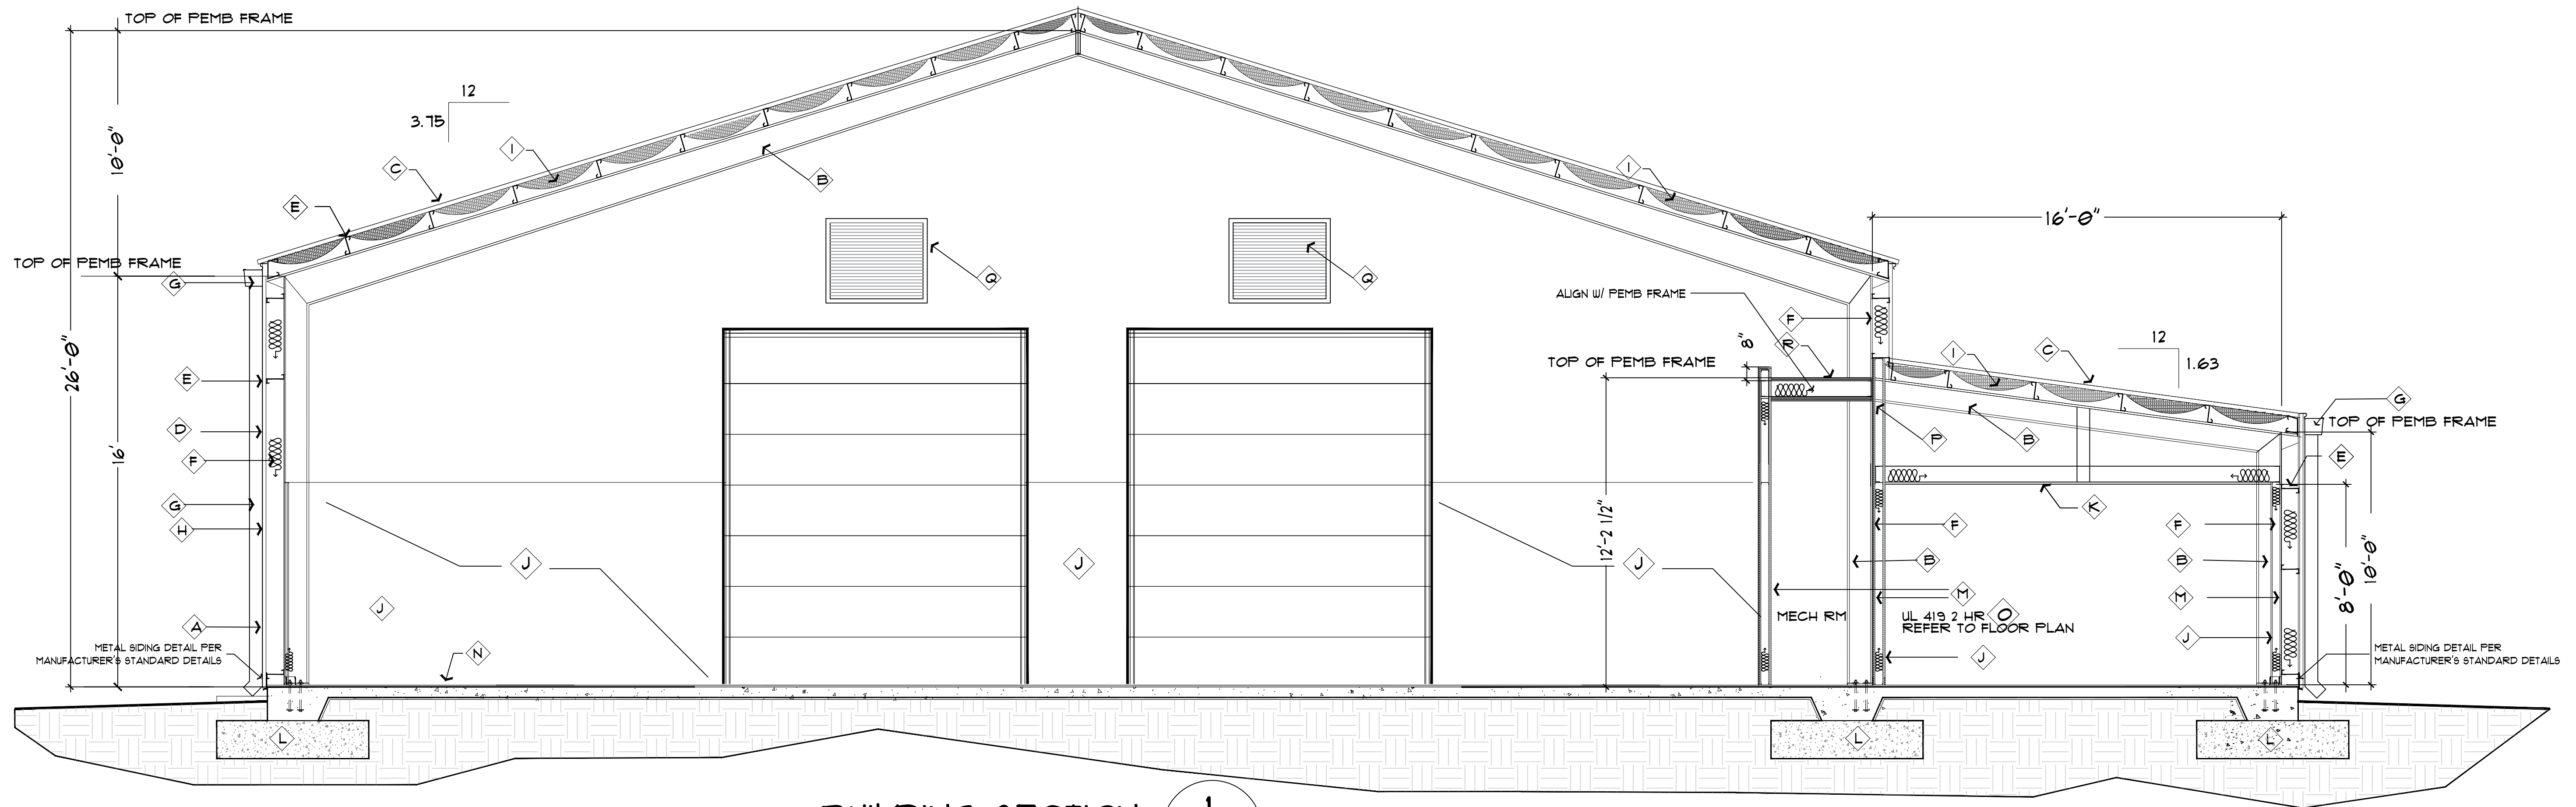 TOP OF PEMB FRAME
12
3.75
10'-0"
C
I
B
E
I
16'-0"
TOP OF PEMB FRAME
G
Q
Q
ALIGN W/ PEMB FRAME
F
R
8"
TOP OF PEMB FRAME
12
1.63
I
C
26'-0"
E
G
TOP OF PEMB FRAME
D
16'
F
P
B
E
G
H
K
12'-2 1/2"
F
F
J
J
J
B
B
8'-0"
10'-0"
J
M
M
A
MECH RM
UL 419 2 HR
O
REFER TO FLOOR PLAN
J
N
J
METAL SIDING DETAIL PER
MANUFACTURER'S STANDARD DETAILS
METAL SIDING DETAIL PER
MANUFACTURER'S STANDARD DETAILS
L
L
L
BUILDING SECTION
1